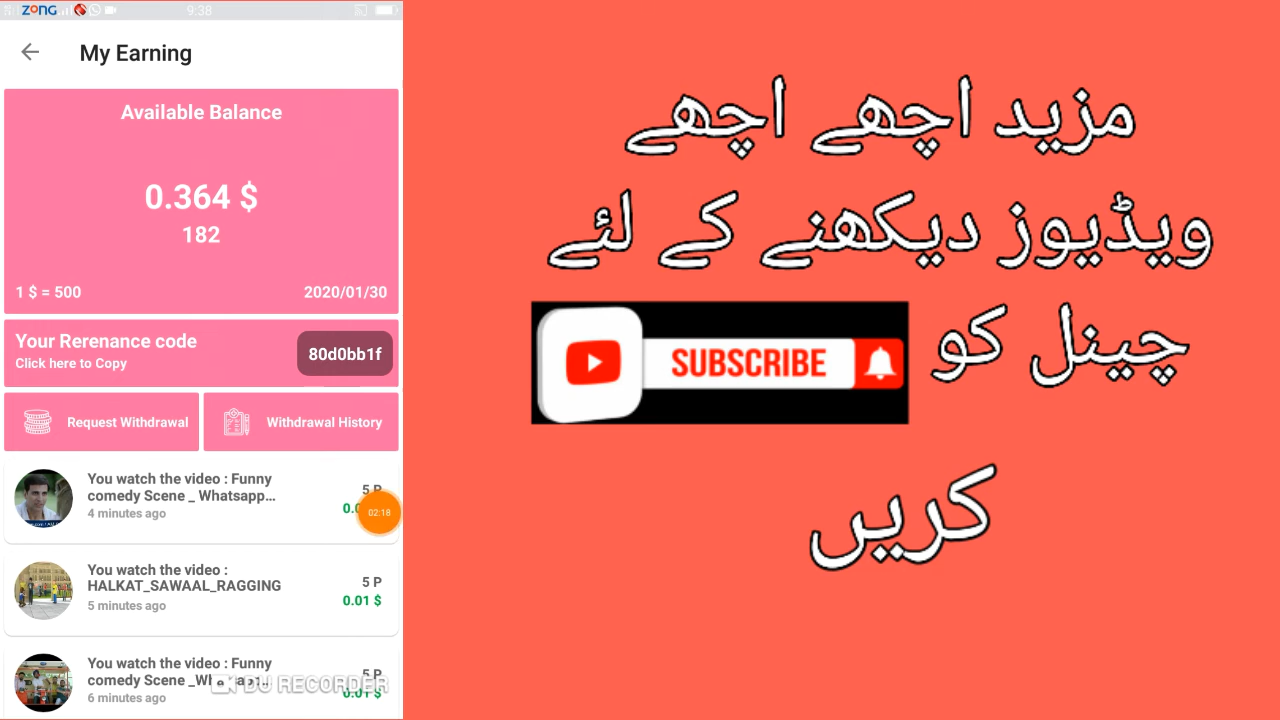 ZONG
9:38
My Earning
Available Balance
0.364 $
182
1 $ = 500
2020/01/30
Your Rerenance code
Click here to Copy
80d0bb1f
Request Withdrawal
Withdrawal History
You watch the video : Funny
comedy Scene _ Whatsapp...
4 minutes ago
5 P
02:18
You watch the video :
HALKAT_SAWAAL_RAGGING
5 minutes ago
5 P
0.01 $
You watch the video : Funny
6 minutes ago
5 P
0.01 $
DU RECORDER
مزید اچھے اچھے
ویڈیوز دیکھنے کے لئے
چینل کو
SUBSCRIBE
کریں